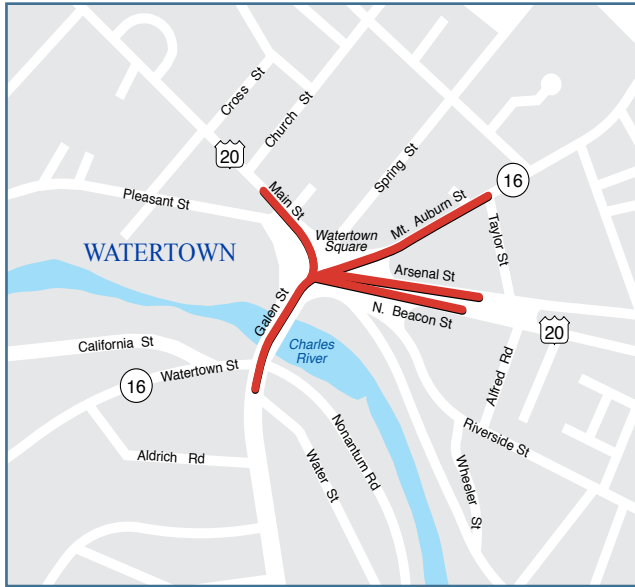 Cross St
Church St
20
Spring St
16
Pleasant St
Main St
Mt. Auburn St
Watertown
Square
Taylor St
WATERTOWN
Arsenal St
N. Beacon St
20
Galen St
California St
Charles
River
Watertown St
16
Alfred Rd
Riverside St
Aldrich Rd
Nonantum Rd
Water St
Wheeler St